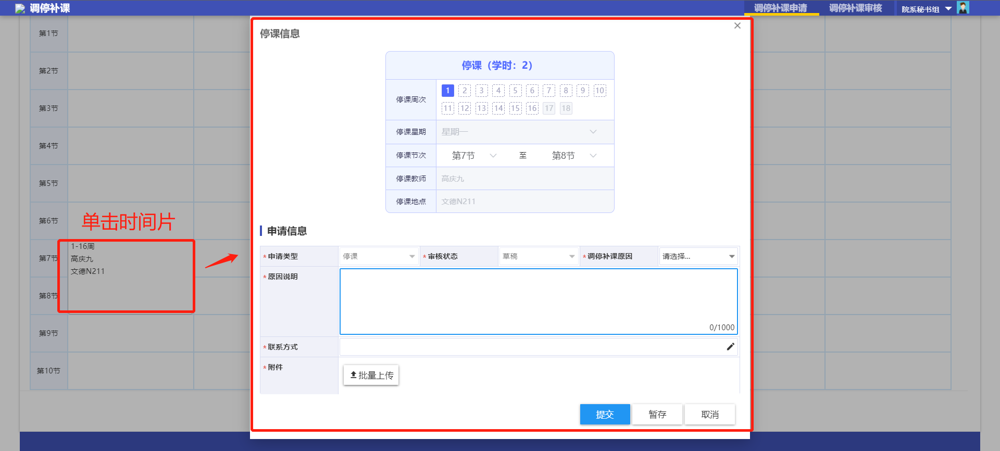 调停补课
调停补课申请
调停补课审核
院系秘书组
第1节
第2节
第3节
第4节
第5节
第6节
第7节
第8节
第9节
第10节
单击时间片
1-16周
高庆九
文德N211
停课信息
停课（学时：2）
停课周次
1 2 3 4 5 6 7 8 9 10
11 12 13 14 15 16 17 18
停课星期 星期一
停课节次 第7节 至 第8节
停课教师 高庆九
停课地点 文德N211
申请信息
*申请类型 停课 *审核状态 草稿 *调停补课原因 请选择...
*原因说明
0/1000
*联系方式
*附件
批量上传
提交 暂存 取消